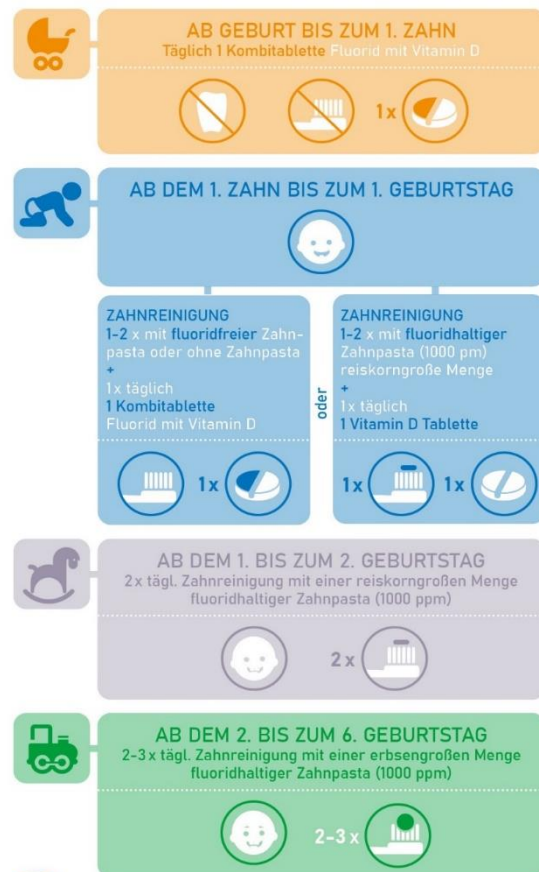 AB GEBURT BIS ZUM 1. ZAHN
Täglich 1 Kombitablette Fluorid mit Vitamin D
1x
AB DEM 1. ZAHN BIS ZUM 1. GEBURTSTAG
ZAHNREINIGUNG
1-2 x mit fluoridfreier Zahn-
pasta oder ohne Zahnpasta
+
1x täglich
1 Kombitablette
Fluorid mit Vitamin D
1x
oder
ZAHNREINIGUNG
1-2 x mit fluoridhaltiger
Zahnpasta (1000 pm)
reiskorngroße Menge
+
1x täglich
1 Vitamin D Tablette
1x 1x
AB DEM 1. BIS ZUM 2. GEBURTSTAG
2x tägl. Zahnreinigung mit einer reiskorngroßen Menge
fluoridhaltiger Zahnpasta (1000 ppm)
2 x
AB DEM 2. BIS ZUM 6. GEBURTSTAG
2-3x tägl. Zahnreinigung mit einer erbsengroßen Menge
fluoridhaltiger Zahnpasta (1000 ppm)
2-3 x